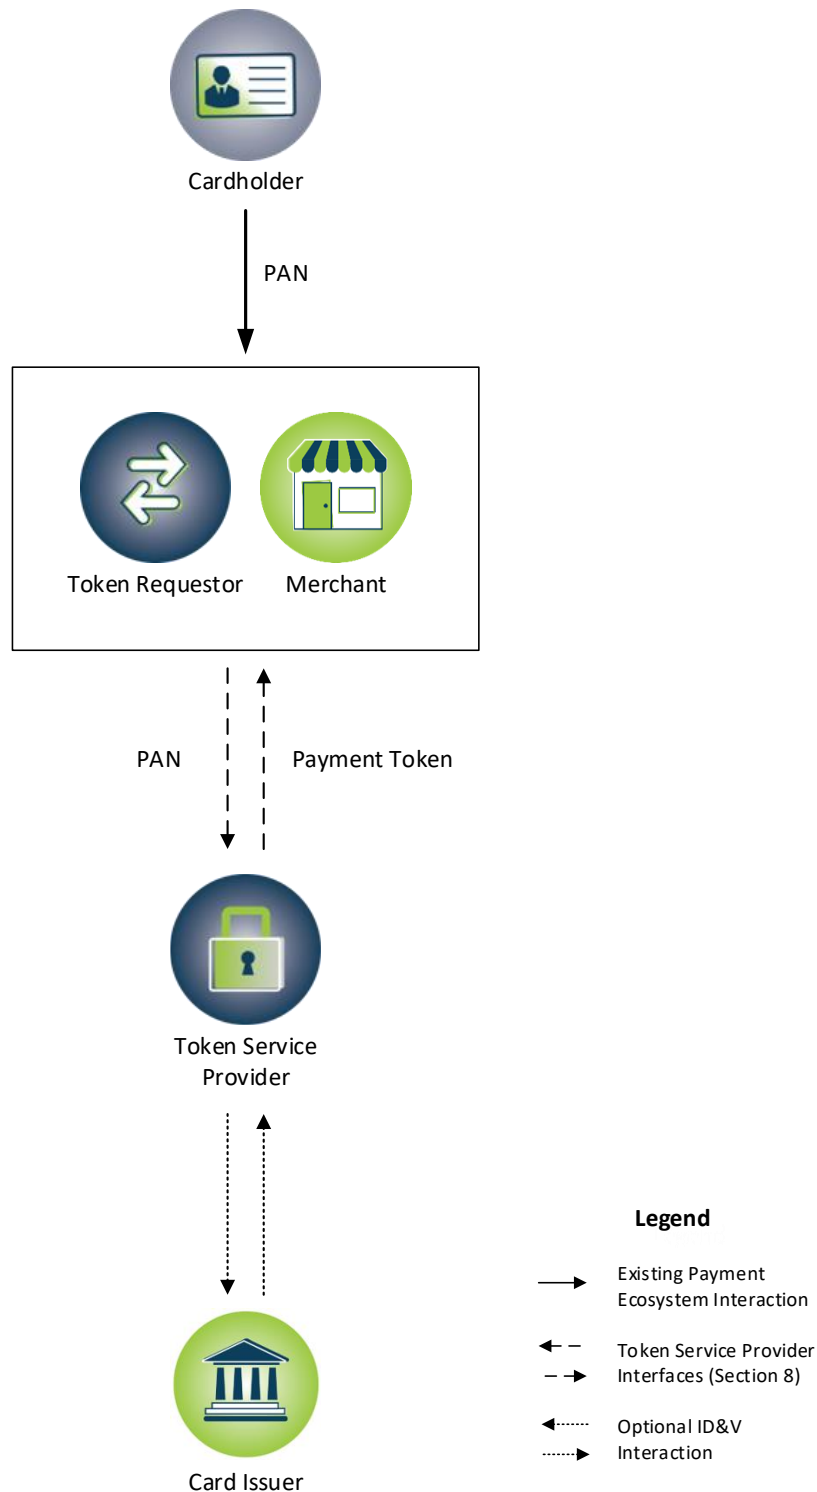 Cardholder
PAN
Token Requestor
Merchant
PAN
Payment Token
Token Service
Provider
Card Issuer
Legend
Existing Payment
Ecosystem Interaction
Token Service Provider
Interfaces (Section 8)
Optional ID&V
Interaction